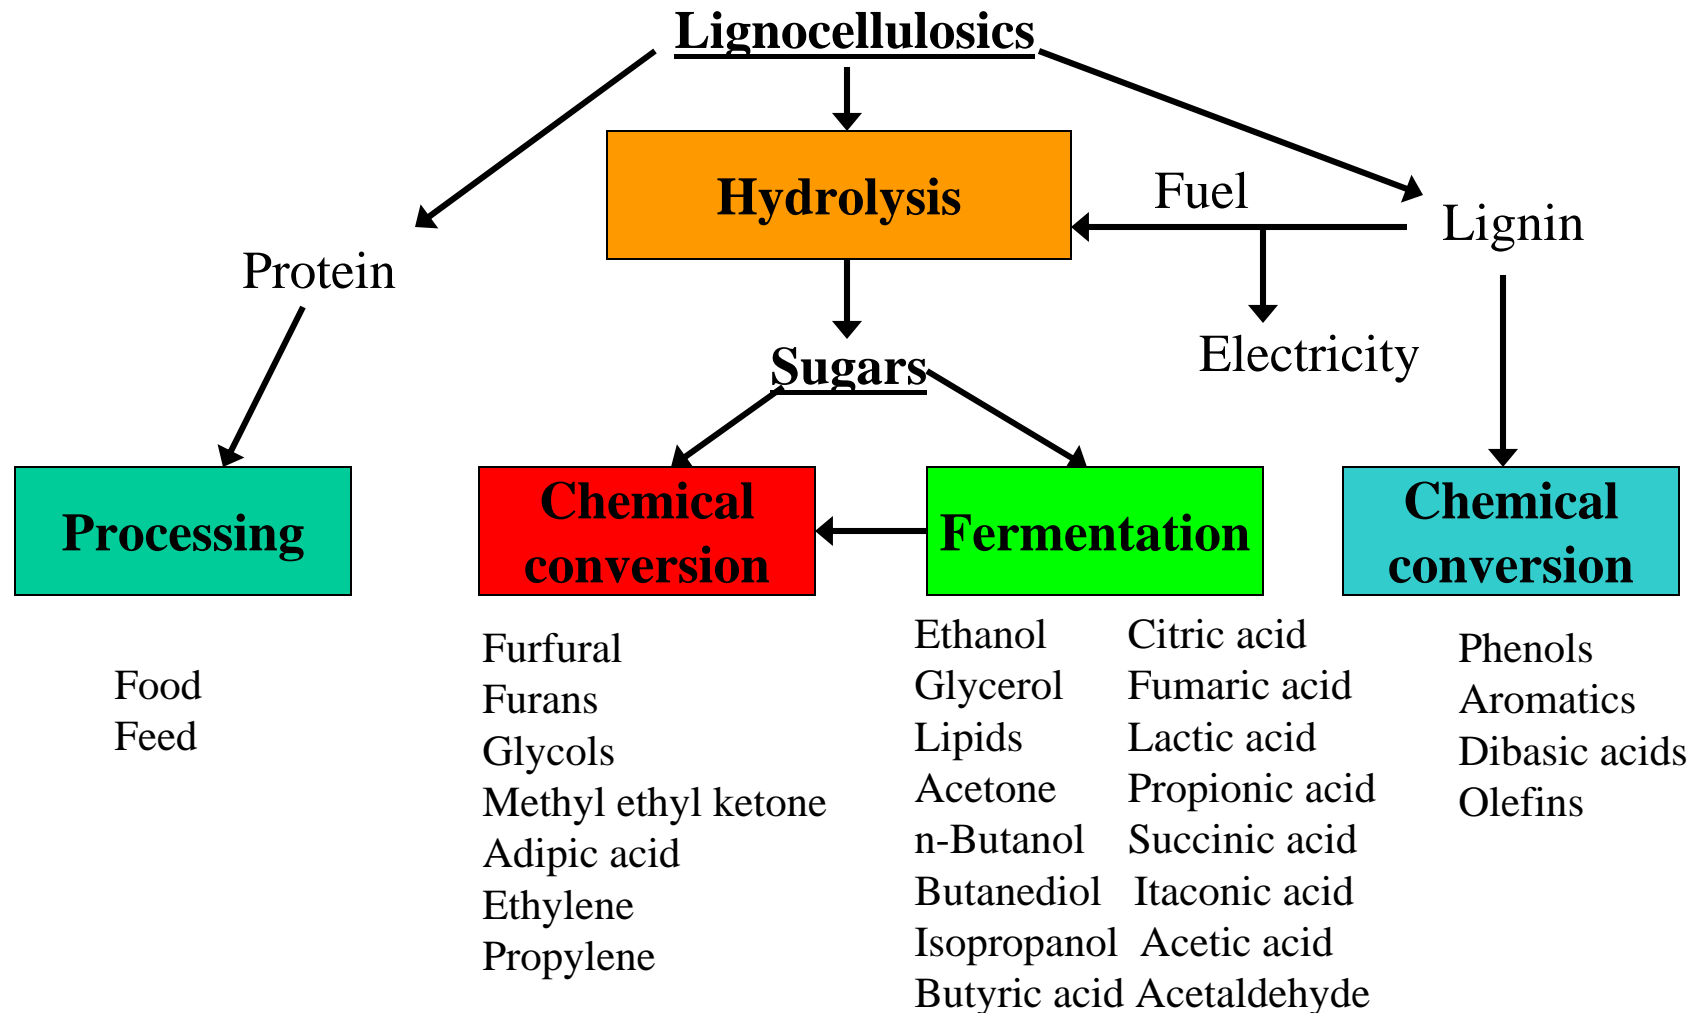 Lignocellulosics
Hydrolysis
Fuel
Lignin
Protein
Electricity
Sugars
Processing
Chemical
conversion
Fermentation
Chemical
conversion
Food
Feed
Furfural
Furans
Glycols
Methyl ethyl ketone
Adipic acid
Ethylene
Propylene
Ethanol Citric acid
Glycerol Fumaric acid
Lipids Lactic acid
Acetone Propionic acid
n-Butanol Succinic acid
Butanediol Itaconic acid
Isopropanol Acetic acid
Butyric acid Acetaldehyde
Phenols
Aromatics
Dibasic acids
Olefins